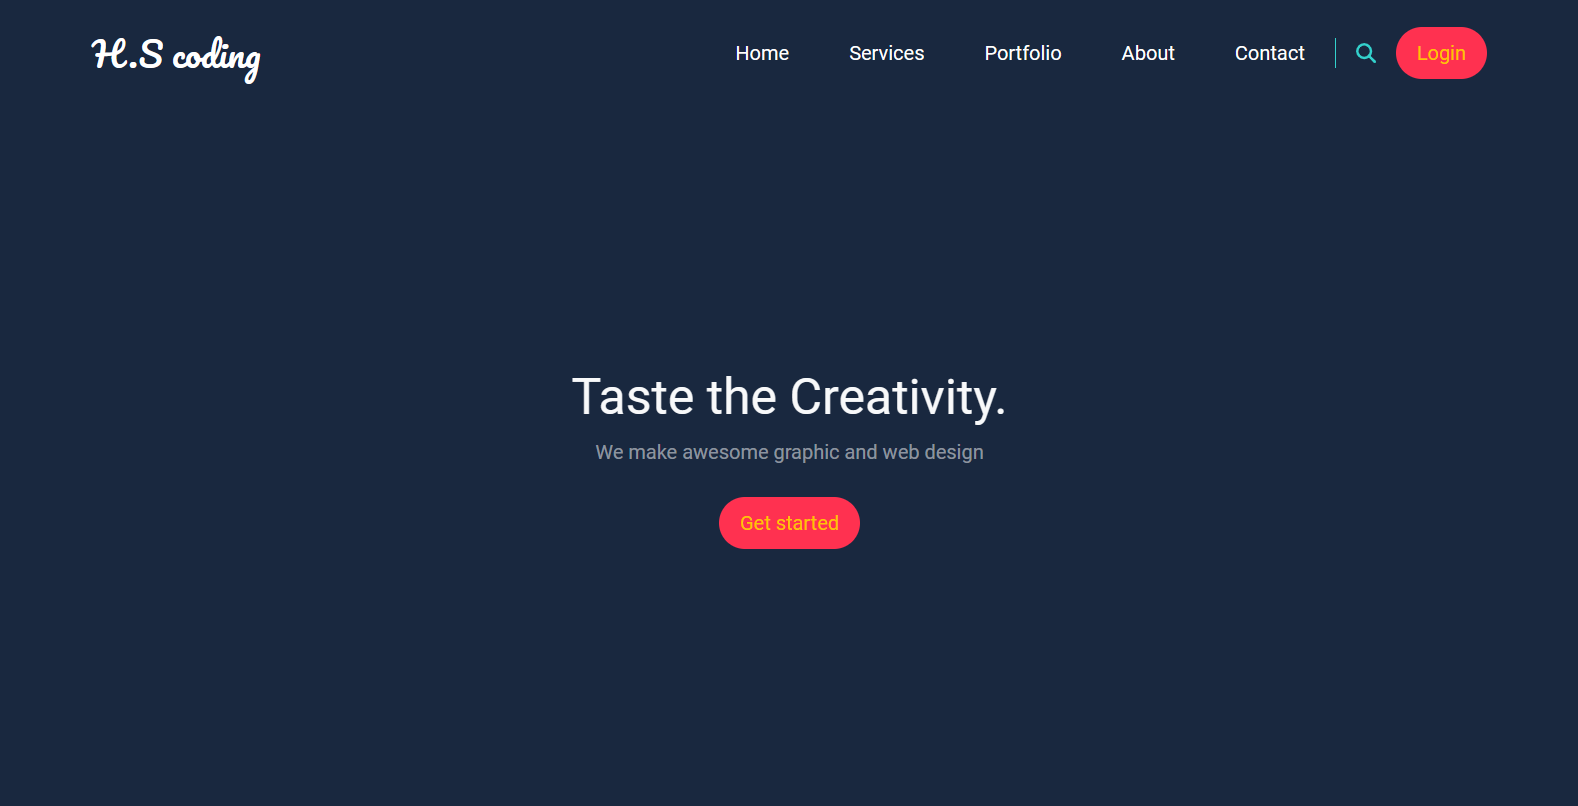 H.S coding
Home Services Portfolio About Contact Login
Taste the Creativity.
We make awesome graphic and web design
Get started